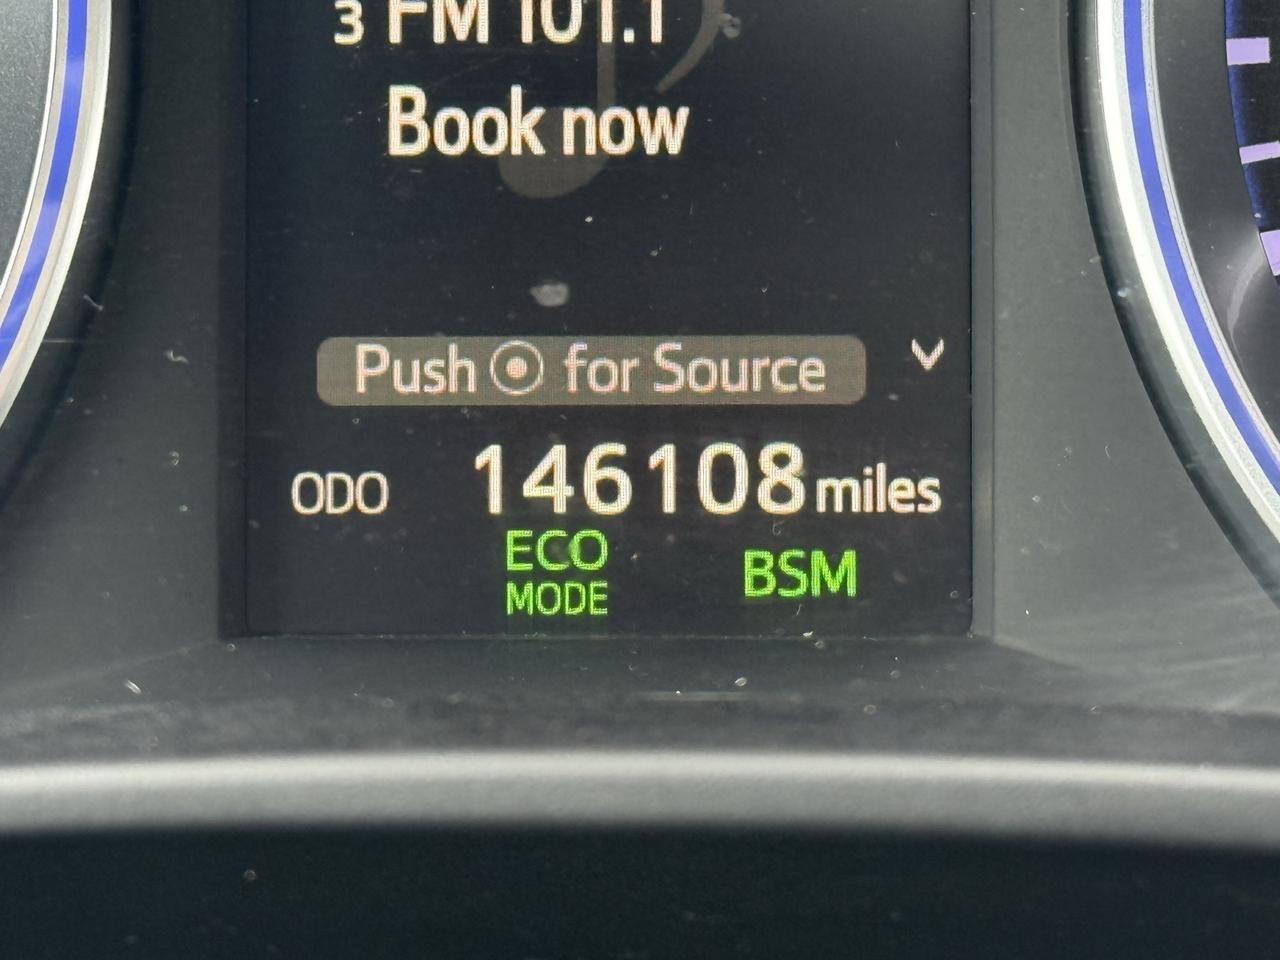 3 FM 101.1
Book now
Push for Source
ODO 146108 miles
ECO BSM
MODE